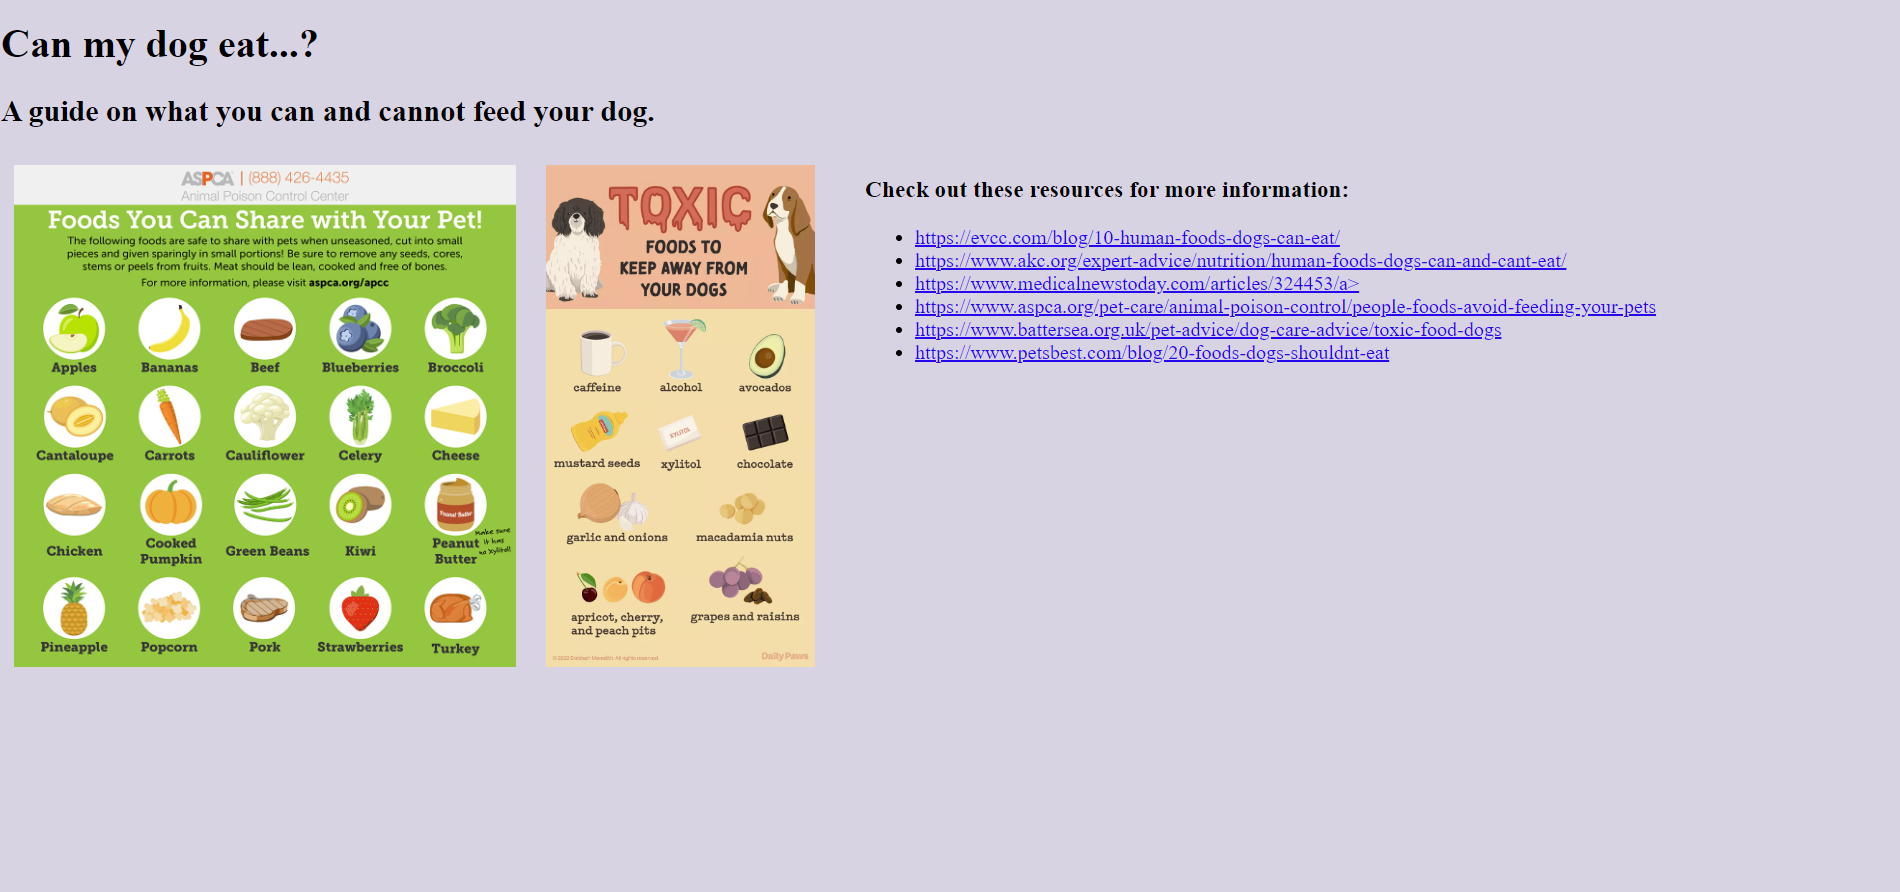 Can my dog eat...?
A guide on what you can and cannot feed your dog.
ASPCA | (888) 426-4435
Animal Poison Control Center
Foods You Can Share with Your Pet!
The following foods are safe to share with pets when unseasoned, cut into small
pieces and given sparingly in small portions! Be sure to remove any seeds, cores,
stems or peels from fruits. Meat should be lean, cooked and free of bones.
For more information, please visit aspca.org/apcc
Apples
Bananas
Beef
Blueberries
Broccoli
Cantaloupe
Carrots
Cauliflower
Celery
Cheese
Chicken
Cooked
Pumpkin
Green Beans
Kiwi
Peanut Butter
Peanut
Butter
make sure
it has
no xylitol!
Pineapple
Popcorn
Pork
Strawberries
Turkey
TOXIC
FOODS TO
KEEP AWAY FROM
YOUR DOGS
caffeine
alcohol
avocados
mustard seeds
XYLITOL
xylitol
chocolate
garlic and onions
macadamia nuts
apricot, cherry,
and peach pits
grapes and raisins
Meredith. All rights reserved.
Daily Paws
Check out these resources for more information:
https://evcc.com/blog/10-human-foods-dogs-can-eat/
https://www.akc.org/expert-advice/nutrition/human-foods-dogs-can-and-cant-eat/
https://www.medicalnewstoday.com/articles/324453/a>
https://www.aspca.org/pet-care/animal-poison-control/people-foods-avoid-feeding-your-pets
https://www.battersea.org.uk/pet-advice/dog-care-advice/toxic-food-dogs
https://www.petsbest.com/blog/20-foods-dogs-shouldnt-eat